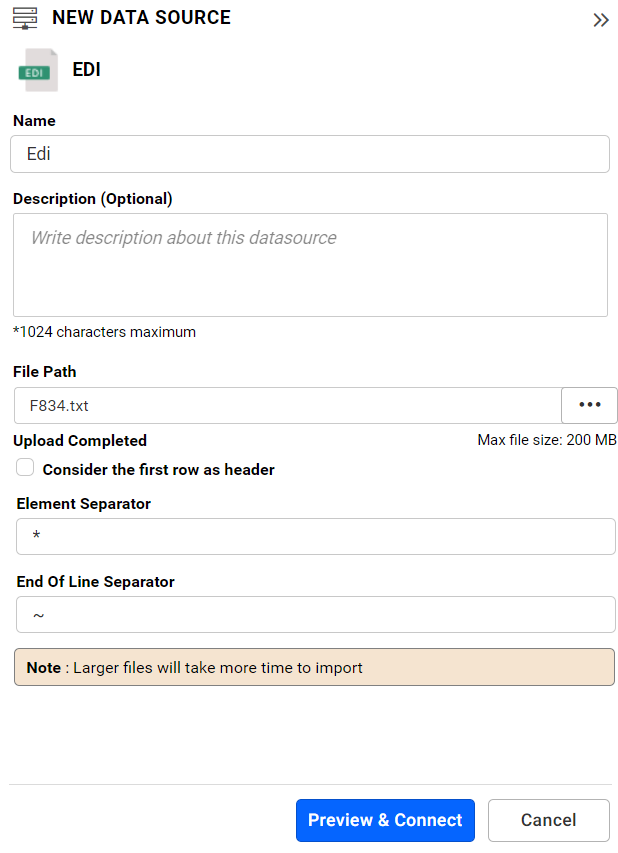 NEW DATA SOURCE
EDI
EDI
Name
Edi
Description (Optional)
Write description about this datasource
*1024 characters maximum
File Path
F834.txt
Upload Completed
Max file size: 200 MB
Consider the first row as header
Element Separator
*
End Of Line Separator
~
Note : Larger files will take more time to import
Preview & Connect
Cancel